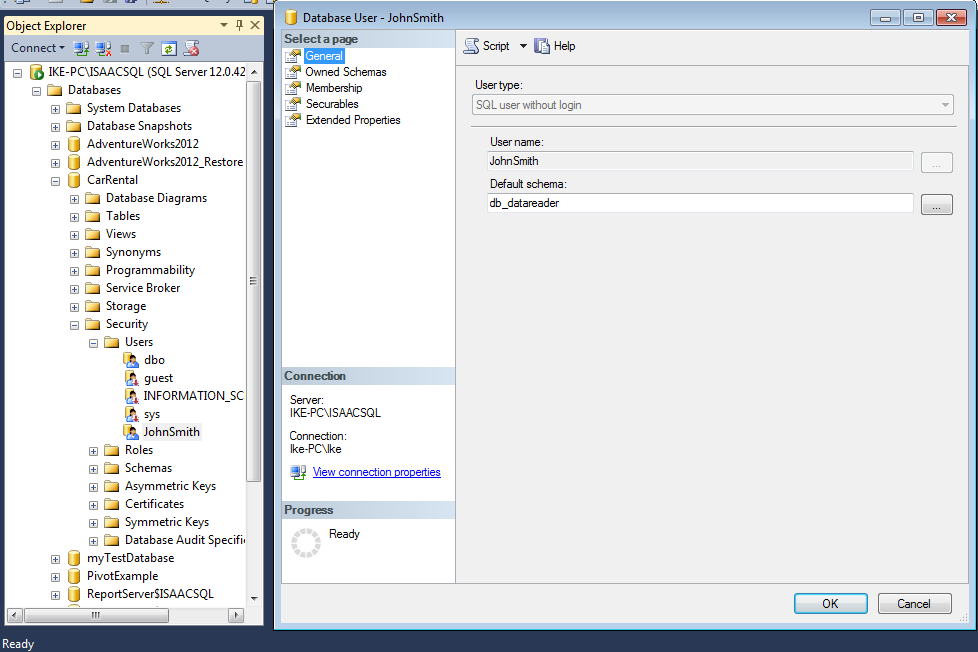 Object Explorer
Connect
IKE-PC\ISAACSQL (SQL Server 12.0.42
Databases
System Databases
Database Snapshots
AdventureWorks2012
AdventureWorks2012_Restore
CarRental
Database Diagrams
Tables
Views
Synonyms
Programmability
Service Broker
Storage
Security
Users
dbo
guest
INFORMATION_SC
sys
JohnSmith
Roles
Schemas
Asymmetric Keys
Certificates
Symmetric Keys
Database Audit Specifi
myTestDatabase
PivotExample
ReportServer$ISAACSQL
Ready
Database User - JohnSmith
Select a page
General
Owned Schemas
Membership
Securables
Extended Properties
Connection
Server:
IKE-PC\ISAACSQL
Connection:
Ike-PC\Ike
View connection properties
Progress
Ready
Script Help
User type:
SQL user without login
User name:
JohnSmith ...
Default schema:
db_datareader ...
OK Cancel